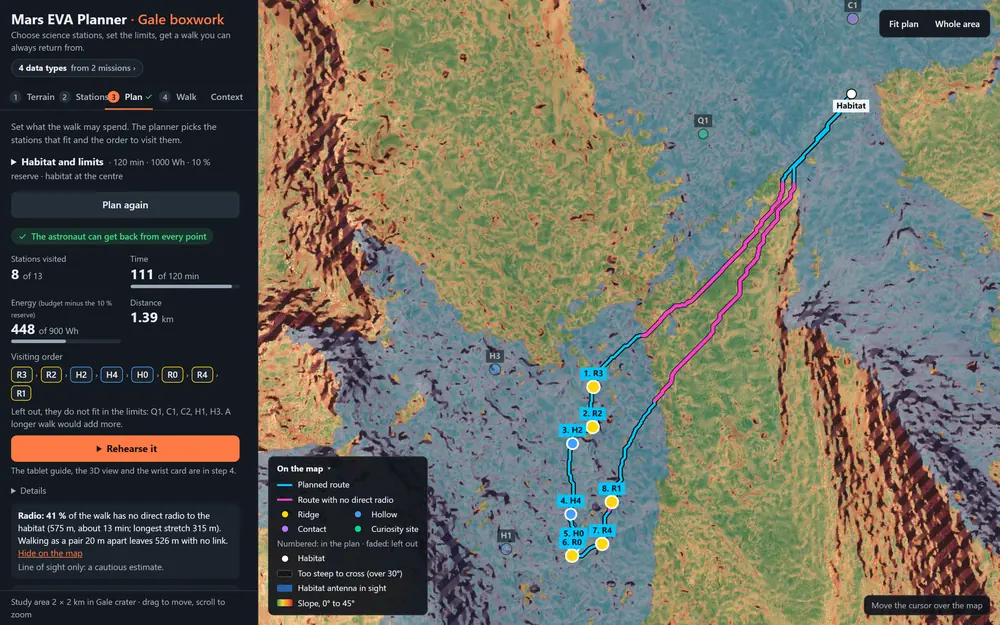 Mars EVA Planner · Gale boxwork
Choose science stations, set the limits, get a walk you can
always return from.
4 data types from 2 missions ›
1 Terrain 2 Stations 3 Plan ✓ 4 Walk Context
Set what the walk may spend. The planner picks the
stations that fit and the order to visit them.
▶ Habitat and limits · 120 min · 1000 Wh · 10 %
reserve · habitat at the centre
Plan again
✓ The astronaut can get back from every point
Stations visited
8 of 13
Time
111 of 120 min
Energy (budget minus the 10 %
reserve)
448 of 900 Wh
Distance
1.39 km
Visiting order
R3 › R2 › H2 › H4 › H0 › R0 › R4 ›
R1
Left out, they do not fit in the limits: Q1, C1, C2, H1, H3. A
longer walk would add more.
▶ Rehearse it
The tablet guide, the 3D view and the wrist card are in step 4.
▶ Details
Radio: 41 % of the walk has no direct radio to the
habitat (575 m, about 13 min; longest stretch 315 m).
Walking as a pair 20 m apart leaves 526 m with no link.
Hide on the map
Line of sight only: a cautious estimate.
Study area 2 × 2 km in Gale crater · drag to move, scroll to
zoom
C1
Fit plan Whole area
Habitat
Q1
H3
1. R3
2. R2
3. H2
4. H4
8. R1
5. H0
7. R4
6. R0
H1
On the map ▾
Planned route
Route with no direct radio
Ridge Hollow
Contact Curiosity site
Numbered: in the plan · faded: left out
Habitat
Too steep to cross (over 30°)
Habitat antenna in sight
Slope, 0° to 45°
Move the cursor over the map